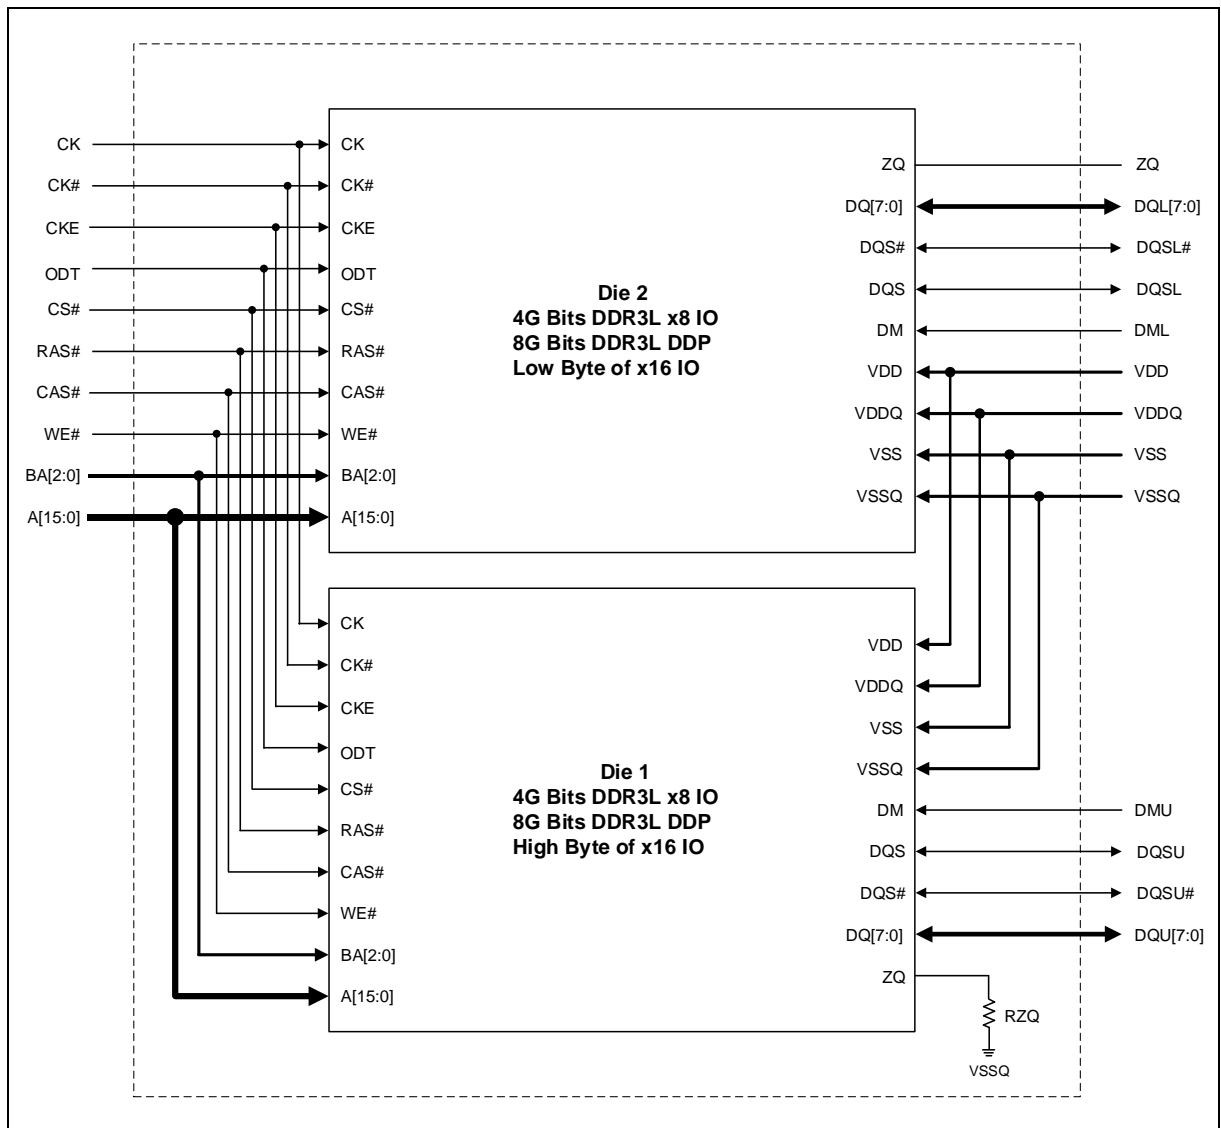 CK CK
ZQ ZQ
CK# CK#
DQ[7:0] DQL[7:0]
CKE CKE
DQS# DQSL#
ODT ODT
Die 2
DQS DQSL
CS# CS#
4G Bits DDR3L x8 IO
DM DML
RAS# RAS#
8G Bits DDR3L DDP
Low Byte of x16 IO
VDD VDD
CAS# CAS#
VDDQ VDDQ
WE# WE#
VSS VSS
BA[2:0] BA[2:0]
VSSQ VSSQ
A[15:0] A[15:0]
CK
VDD
CK#
VDDQ
CKE
VSS
ODT
VSSQ
Die 1
CS#
4G Bits DDR3L x8 IO
DM DMU
8G Bits DDR3L DDP
RAS#
High Byte of x16 IO
DQS DQSU
CAS#
DQS# DQSU#
WE#
DQ[7:0] DQU[7:0]
BA[2:0]
ZQ
A[15:0]
RZQ
VSSQ